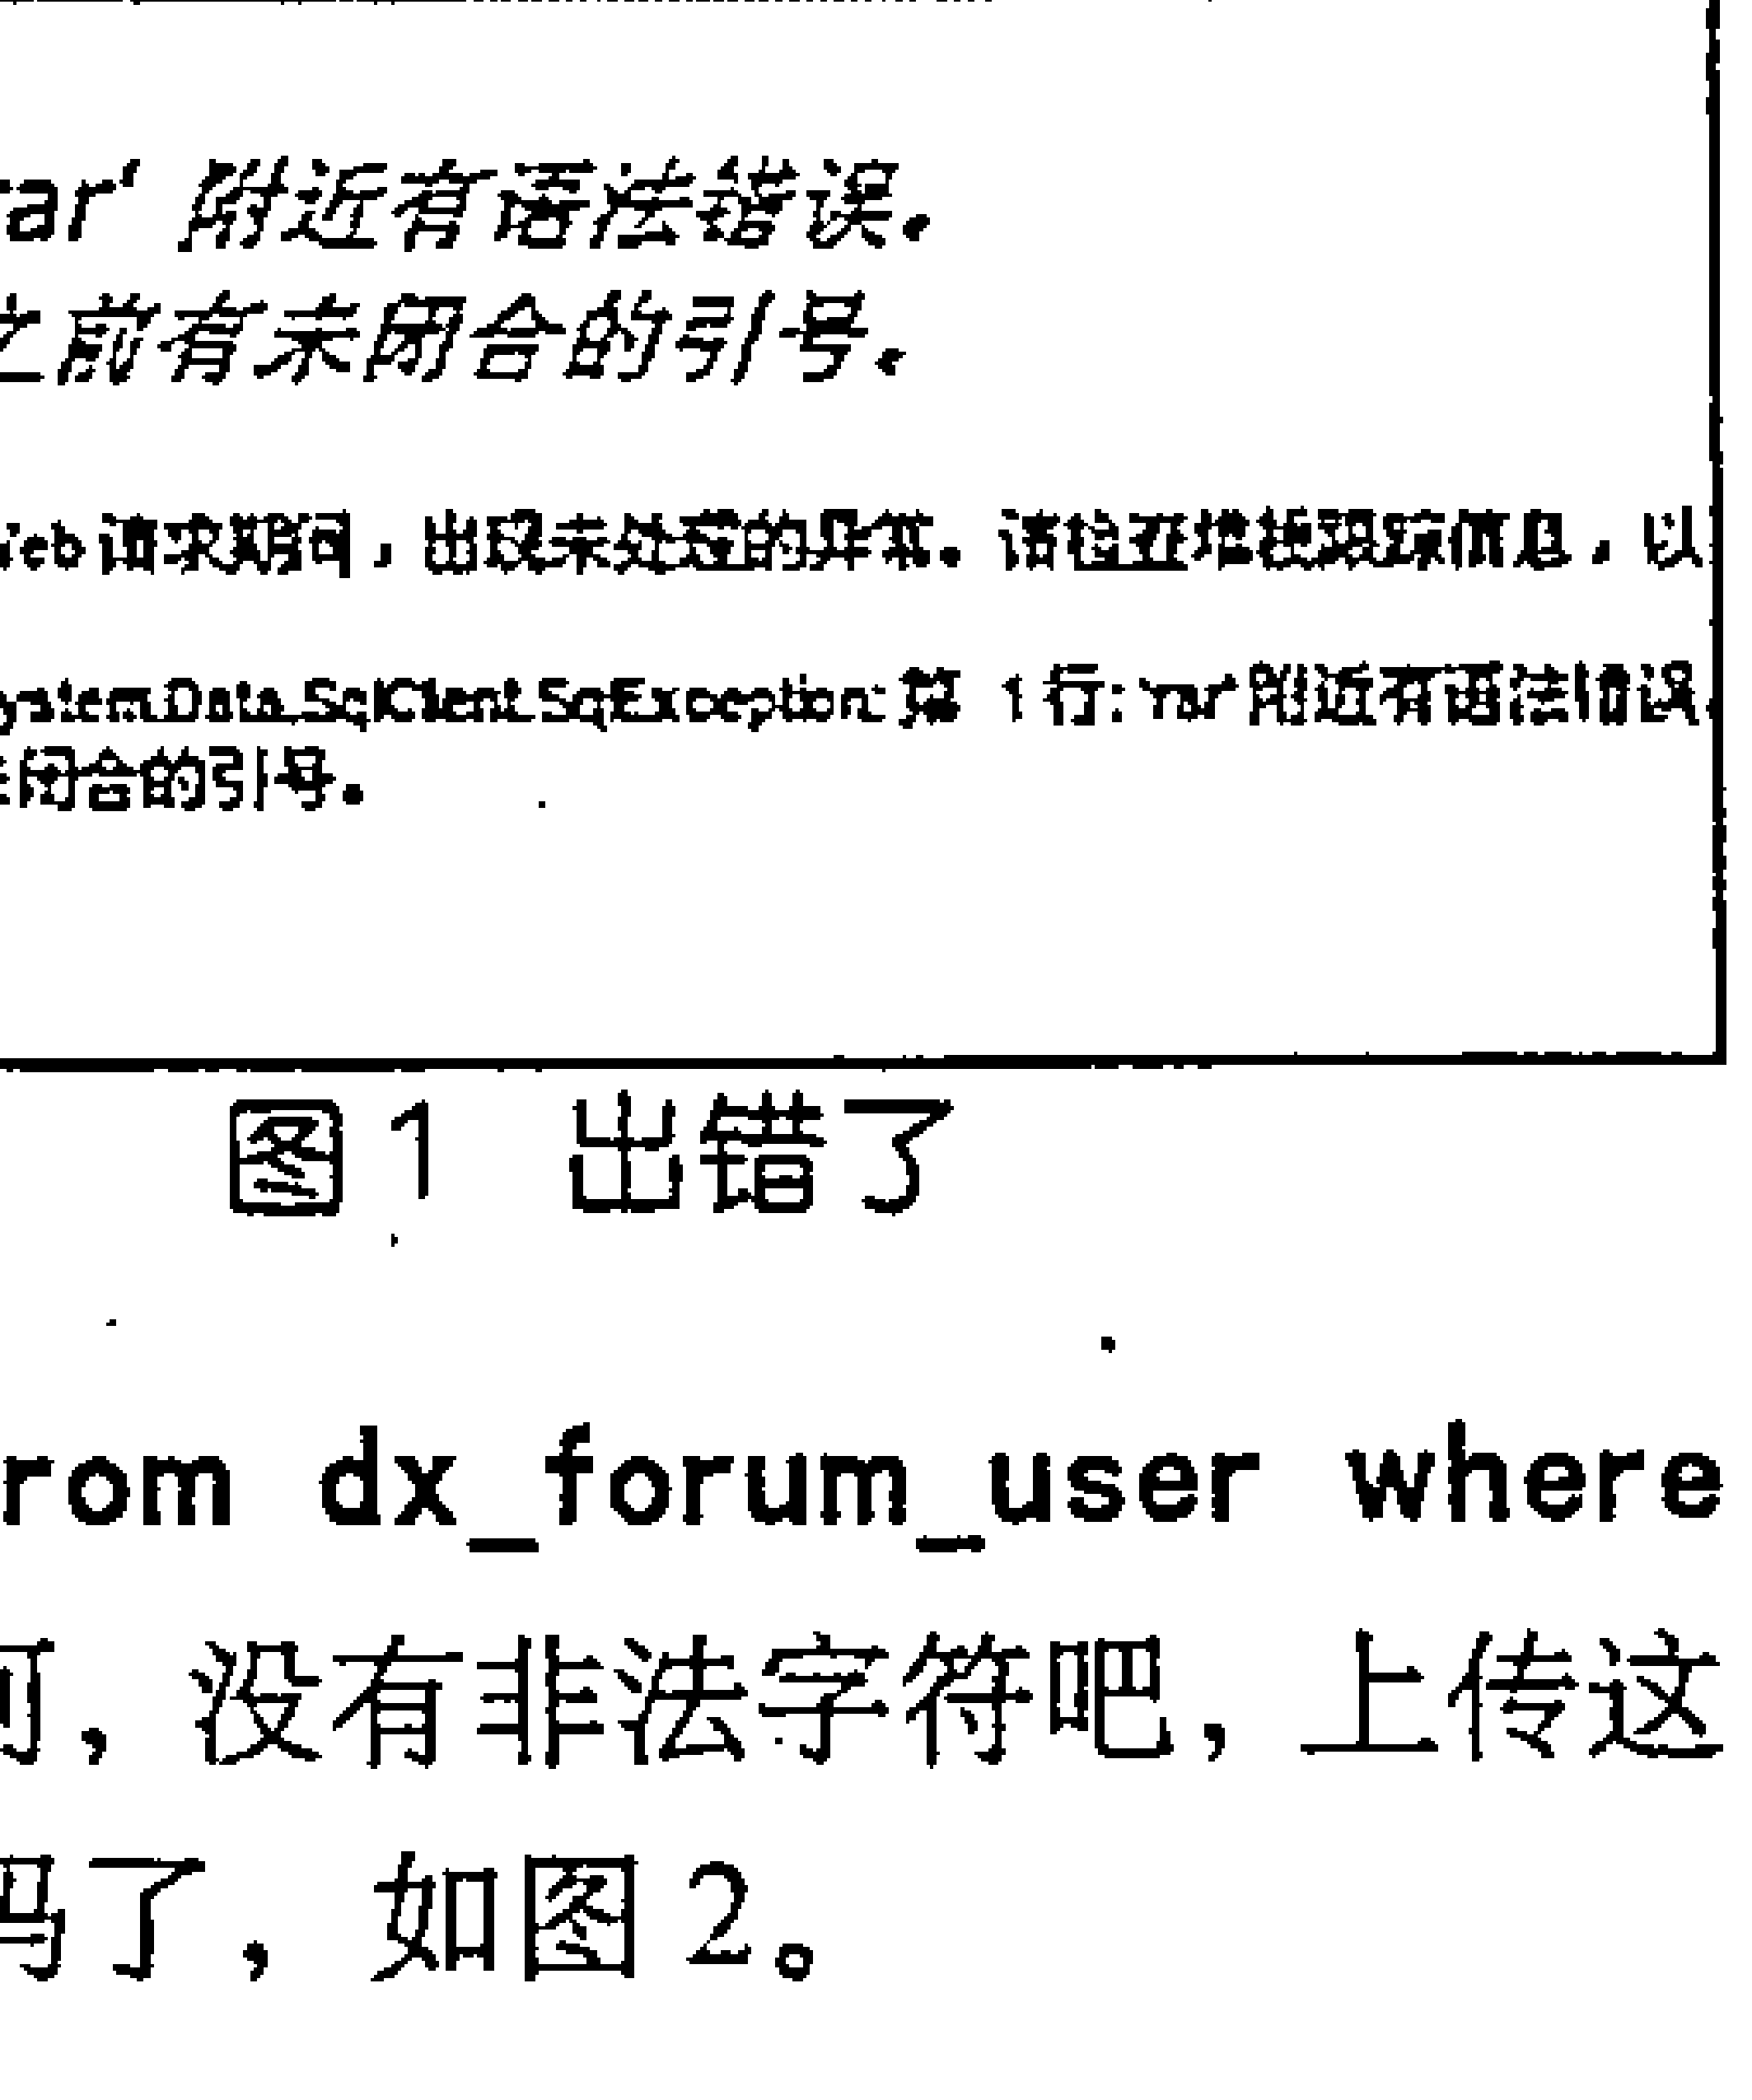 rar' 附近有语法错误。
之前有未闭合的引号。
Web 请求期间，出现未处理的异常。请检查堆栈跟踪信息，以
ystem.Data.SqlClient.SqlException: 第 1 行: 'rar' 附近有语法错误。
未闭合的引号。
图1 出错了
rom dx_forum_user where
，没有非法字符吧，上传这
码了，如图 2。